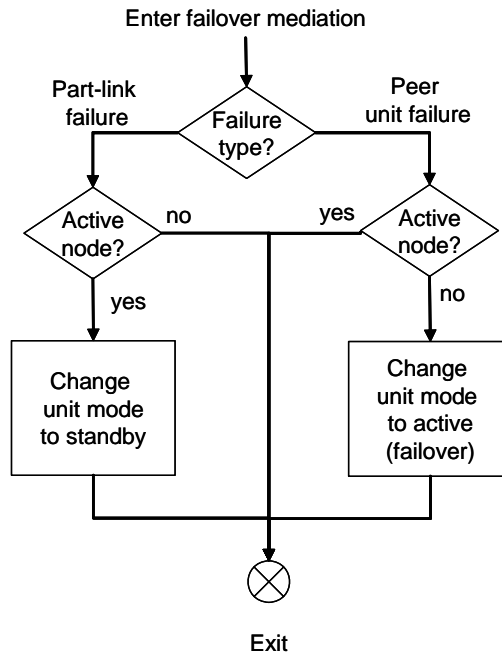 Enter failover mediation
Part-link
failure
Peer
unit failure
Failure
type?
Active
node?
no
yes
Active
node?
yes
no
Change
unit mode
to standby
Change
unit mode
to active
(failover)
Exit